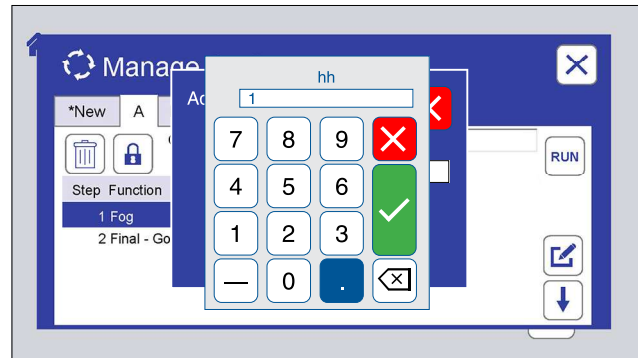 Manage
hh
Ad
1
*New A
7 8 9
RUN
4 5 6
Step Function
1 Fog
1 2 3
2 Final - Go
— 0 .